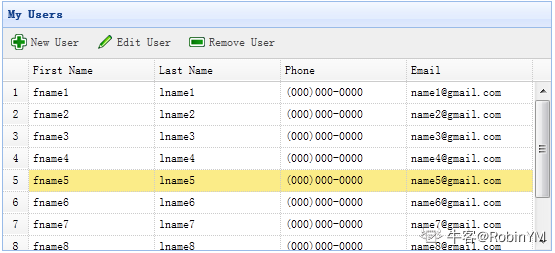 My Users
New User Edit User Remove User
First Name Last Name Phone Email
1 fname1 lname1 (000)000-0000 name1@gmail.com
2 fname2 lname2 (000)000-0000 name2@gmail.com
3 fname3 lname3 (000)000-0000 name3@gmail.com
4 fname4 lname4 (000)000-0000 name4@gmail.com
5 fname5 lname5 (000)000-0000 name5@gmail.com
6 fname6 lname6 (000)000-0000 name6@gmail.com
7 fname7 lname7 (000)000-0000 name7@gmail.com
8 fname8 lname8 (000)000-0000 name8@gmail.com
牛客@RobinYM